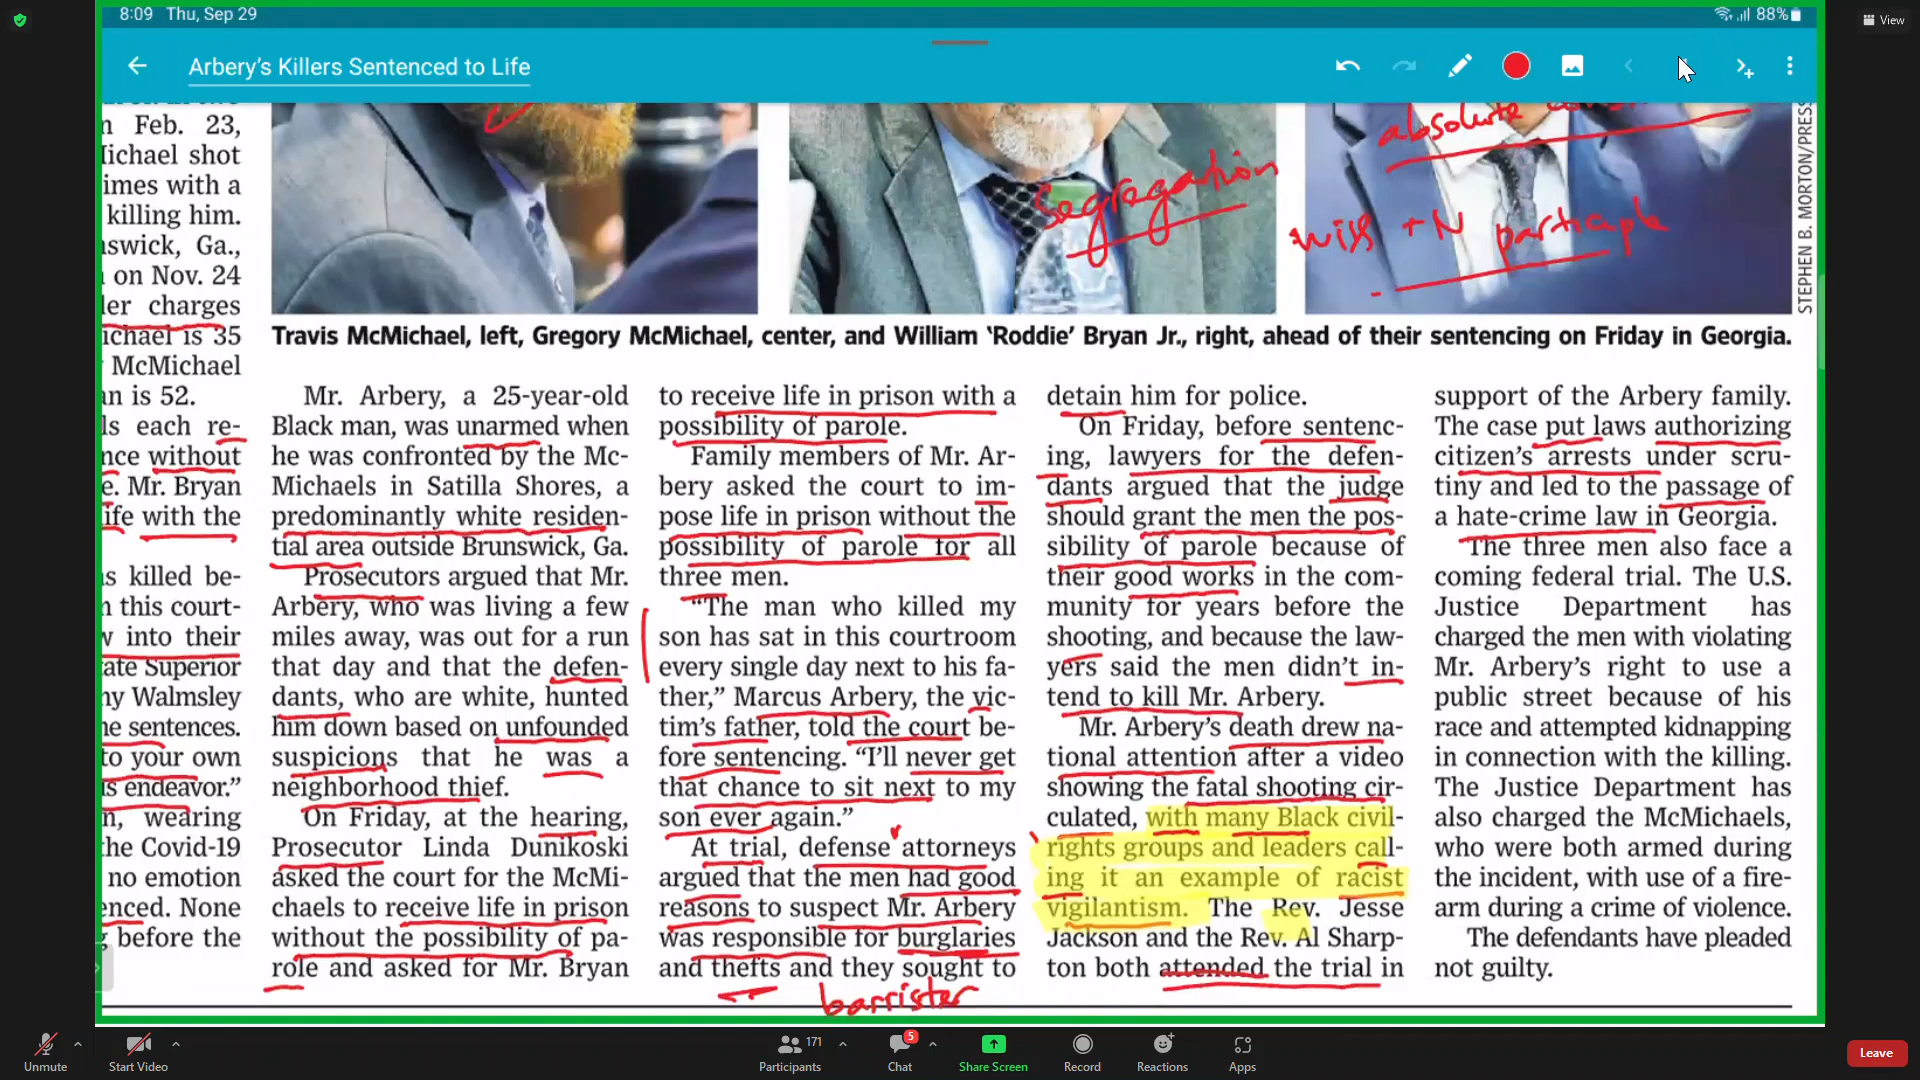 8:09 Thu, Sep 29
88%
View
Arbery's Killers Sentenced to Life
absolute
segregation
with + N participle
STEPHEN B. MORTON/PRESS
Travis McMichael, left, Gregory McMichael, center, and William 'Roddie' Bryan Jr., right, ahead of their sentencing on Friday in Georgia.
n Feb. 23,
ichael shot
imes with a
killing him.
nswick, Ga.,
on Nov. 24
ler charges
ichael is 35
McMichael
an is 52.
ls each re-
nce without
e. Mr. Bryan
ife with the
s killed be-
n this court-
w into their
ate Superior
ny Walmsley
he sentences.
to your own
s endeavor."
n, wearing
the Covid-19
no emotion
enced. None
g before the
Mr. Arbery, a 25-year-old
Black man, was unarmed when
he was confronted by the Mc-
Michaels in Satilla Shores, a
predominantly white residen-
tial area outside Brunswick, Ga.
Prosecutors argued that Mr.
Arbery, who was living a few
miles away, was out for a run
that day and that the defen-
dants, who are white, hunted
him down based on unfounded
suspicions that he was a
neighborhood thief.
On Friday, at the hearing,
Prosecutor Linda Dunikoski
asked the court for the McMi-
chaels to receive life in prison
without the possibility of pa-
role and asked for Mr. Bryan
to receive life in prison with a
possibility of parole.
Family members of Mr. Ar-
bery asked the court to im-
pose life in prison without the
possibility of parole for all
three men.
"The man who killed my
son has sat in this courtroom
every single day next to his fa-
ther," Marcus Arbery, the vic-
tim's father, told the court be-
fore sentencing. "I'll never get
that chance to sit next to my
son ever again."
At trial, defense attorneys
argued that the men had good
reasons to suspect Mr. Arbery
was responsible for burglaries
and thefts and they sought to
barrister
detain him for police.
On Friday, before sentenc-
ing, lawyers for the defen-
dants argued that the judge
should grant the men the pos-
sibility of parole because of
their good works in the com-
munity for years before the
shooting, and because the law-
yers said the men didn't in-
tend to kill Mr. Arbery.
Mr. Arbery's death drew na-
tional attention after a video
showing the fatal shooting cir-
culated, with many Black civil-
rights groups and leaders call-
ing it an example of racist
vigilantism. The Rev. Jesse
Jackson and the Rev. Al Sharp-
ton both attended the trial in
support of the Arbery family.
The case put laws authorizing
citizen's arrests under scru-
tiny and led to the passage of
a hate-crime law in Georgia.
The three men also face a
coming federal trial. The U.S.
Justice Department has
charged the men with violating
Mr. Arbery's right to use a
public street because of his
race and attempted kidnapping
in connection with the killing.
The Justice Department has
also charged the McMichaels,
who were both armed during
the incident, with use of a fire-
arm during a crime of violence.
The defendants have pleaded
not guilty.
Unmute
Start Video
171
Participants
5
Chat
Share Screen
Record
Reactions
Apps
Leave